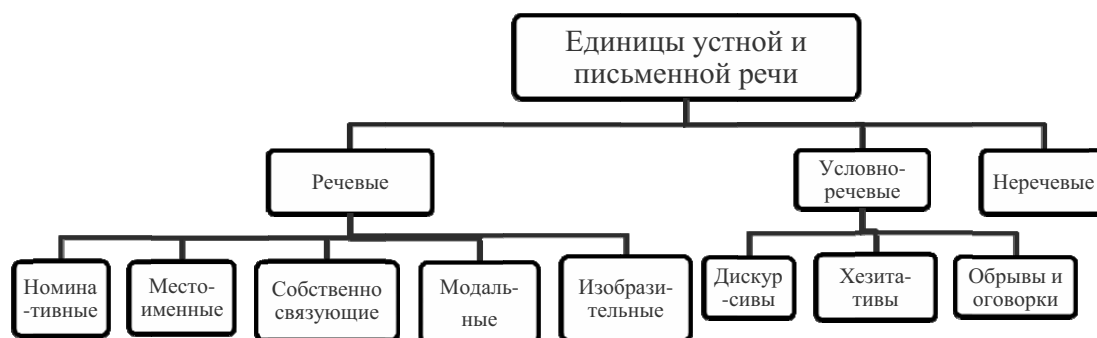 Единицы устной и
письменной речи
Речевые
Условно-
речевые
Неречевые
Номина
-тивные
Место-
именные
Собственно
связующие
Модаль-
ные
Изобрази-
тельные
Дискур
-сивы
Хезита-
тивы
Обрывы и
оговорки